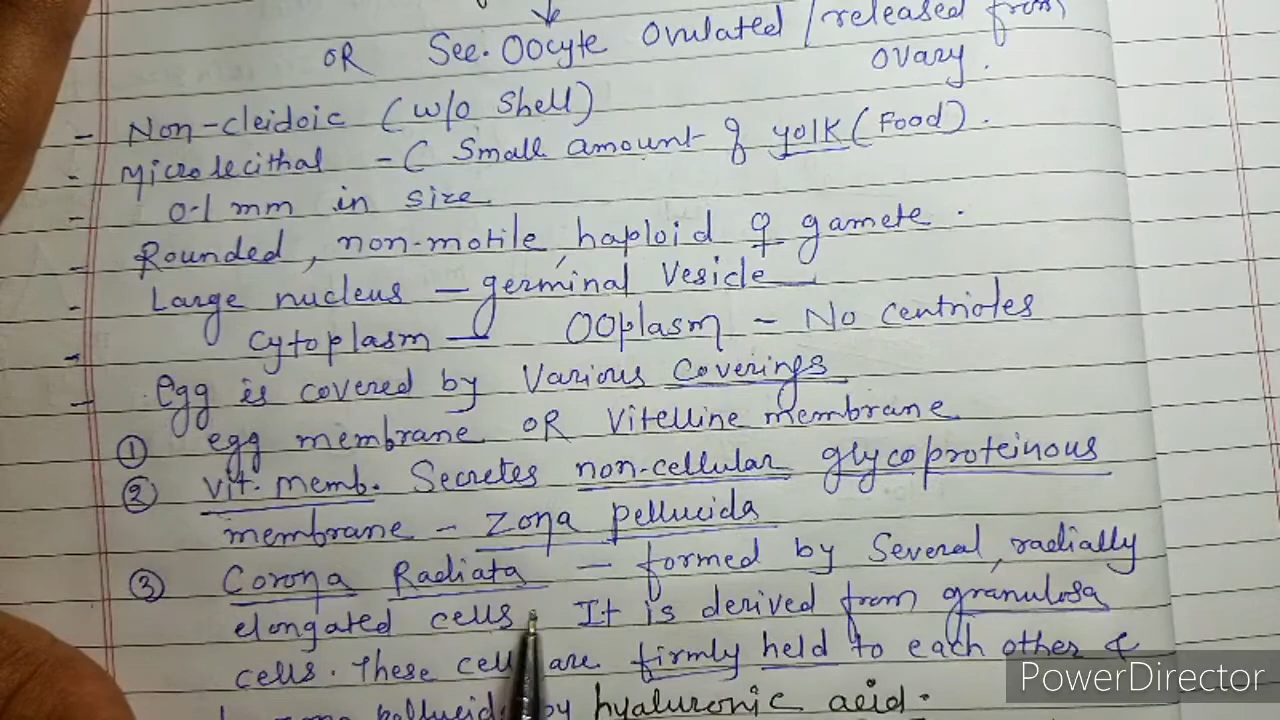 OR Sec. Oocyte Ovulated / released from
ovary.
- Non-cleidoic (w/o Shell)
- Microlecithal - ( Small amount of yolk (Food).
- 0.1 mm in size
- Rounded, non-motile, haploid ♀ gamete.
- Large nucleus - germinal Vesicle
- Cytoplasm - OOplasm - No centrioles
- Egg is covered by Various Coverings
① egg membrane OR Vitelline membrane
② Vit. memb. Secretes non-cellular glycoproteinous
membrane - Zona pellucida
③ Corona Radiata - formed by Several, radially
elongated cells. It is derived from granulosa
cells. These cells are firmly held to each other &
pellucida by hyaluronic acid.
PowerDirector